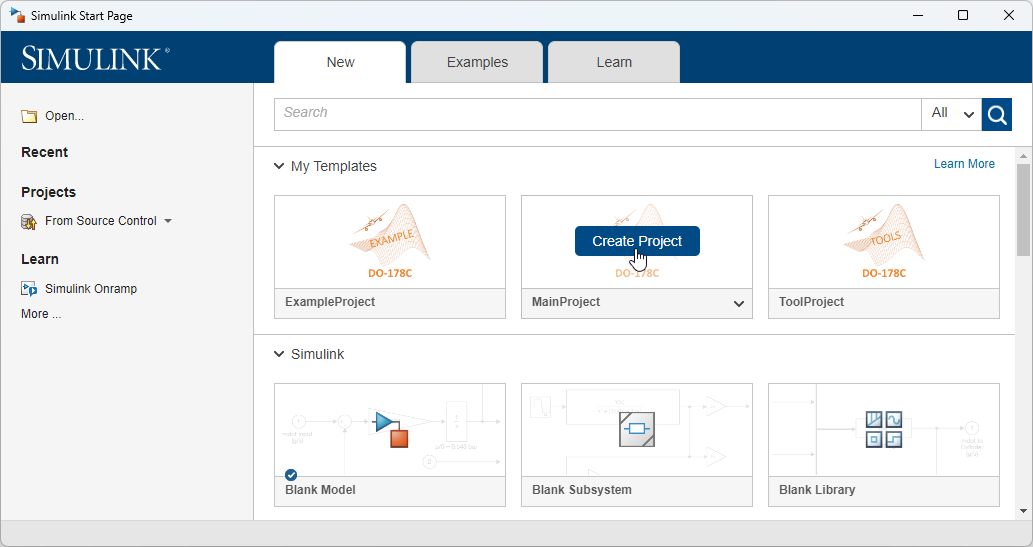 Simulink Start Page
SIMULINK®
New
Examples
Learn
Open...
Recent
Projects
From Source Control
Learn
Simulink Onramp
More ...
Search
All
My Templates
Learn More
EXAMPLE
DO-178C
ExampleProject
Create Project
DO-178C
MainProject
TOOLS
DO-178C
ToolProject
Simulink
Blank Model
Blank Subsystem
Blank Library